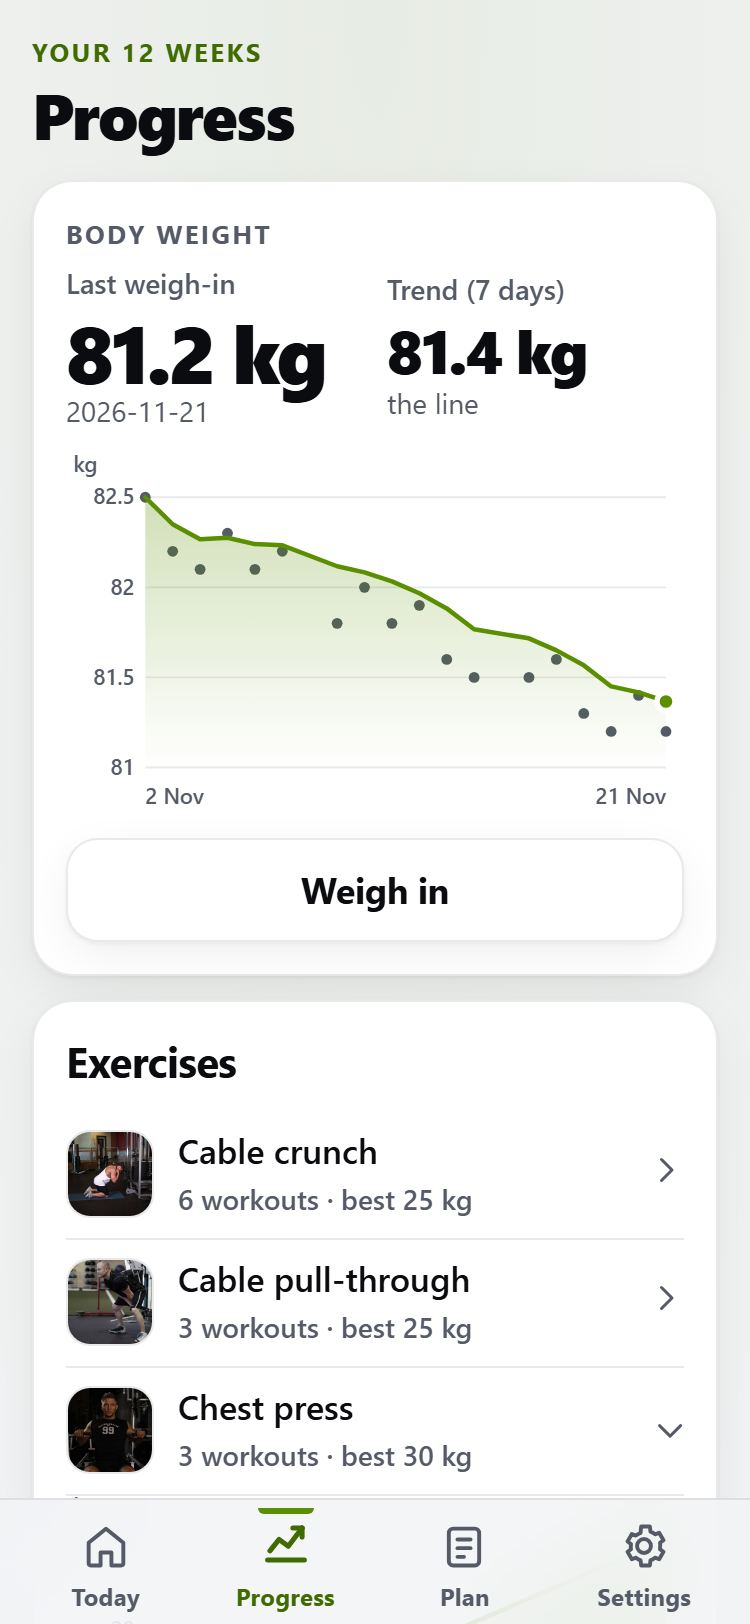 YOUR 12 WEEKS
Progress
BODY WEIGHT
Last weigh-in
81.2 kg
2026-11-21
Trend (7 days)
81.4 kg
the line
kg
82.5
82
81.5
81
2 Nov
21 Nov
Weigh in
Exercises
Cable crunch
6 workouts · best 25 kg
Cable pull-through
3 workouts · best 25 kg
99
Chest press
3 workouts · best 30 kg
Today
Progress
Plan
Settings